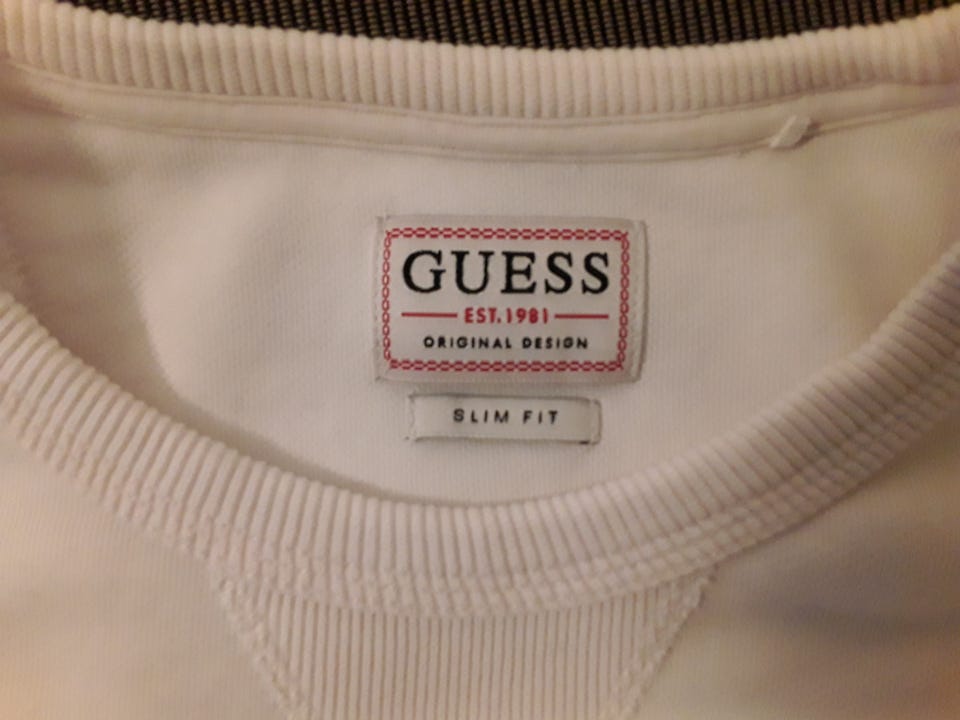 GUESS
EST.1981
ORIGINAL DESIGN
SLIM FIT